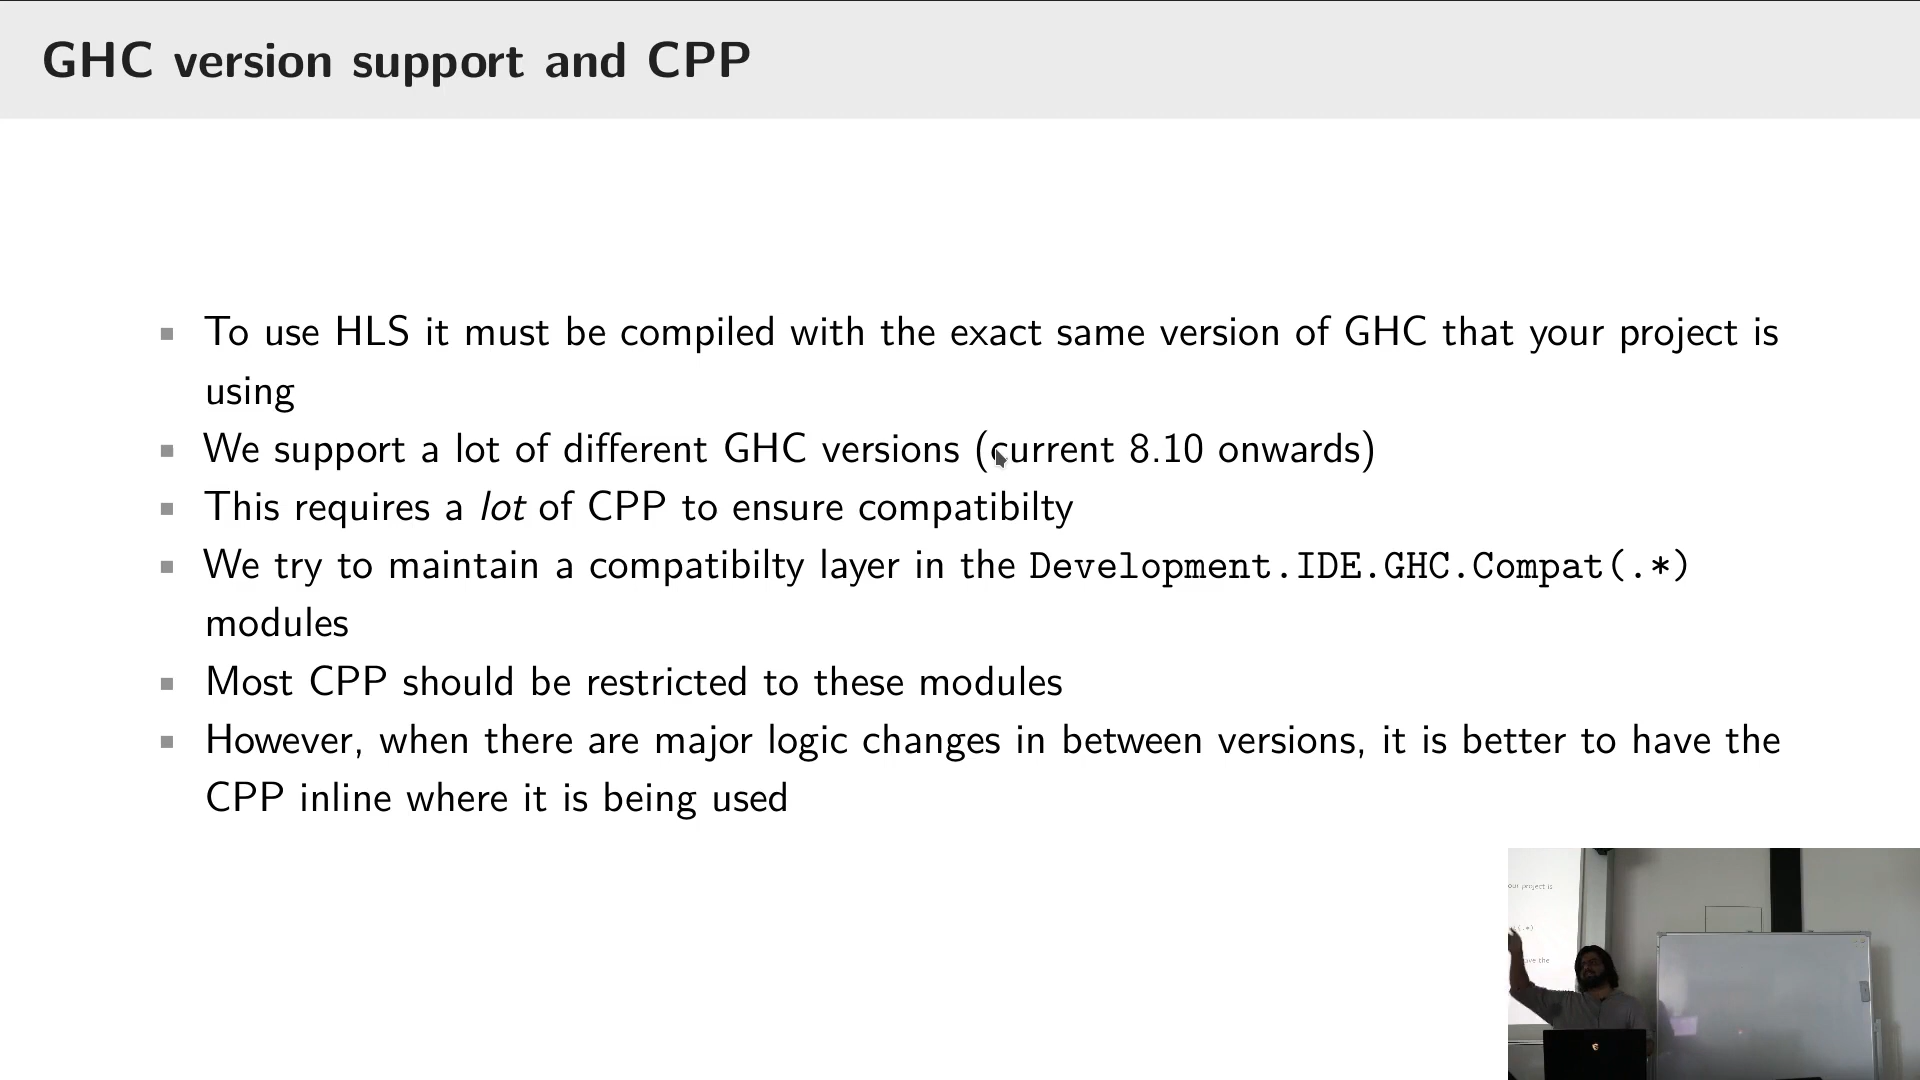 GHC version support and CPP
To use HLS it must be compiled with the exact same version of GHC that your project is
using
We support a lot of different GHC versions (current 8.10 onwards)
This requires a lot of CPP to ensure compatibilty
We try to maintain a compatibilty layer in the Development.IDE.GHC.Compat(.*)
modules
Most CPP should be restricted to these modules
However, when there are major logic changes in between versions, it is better to have the
CPP inline where it is being used
our project is